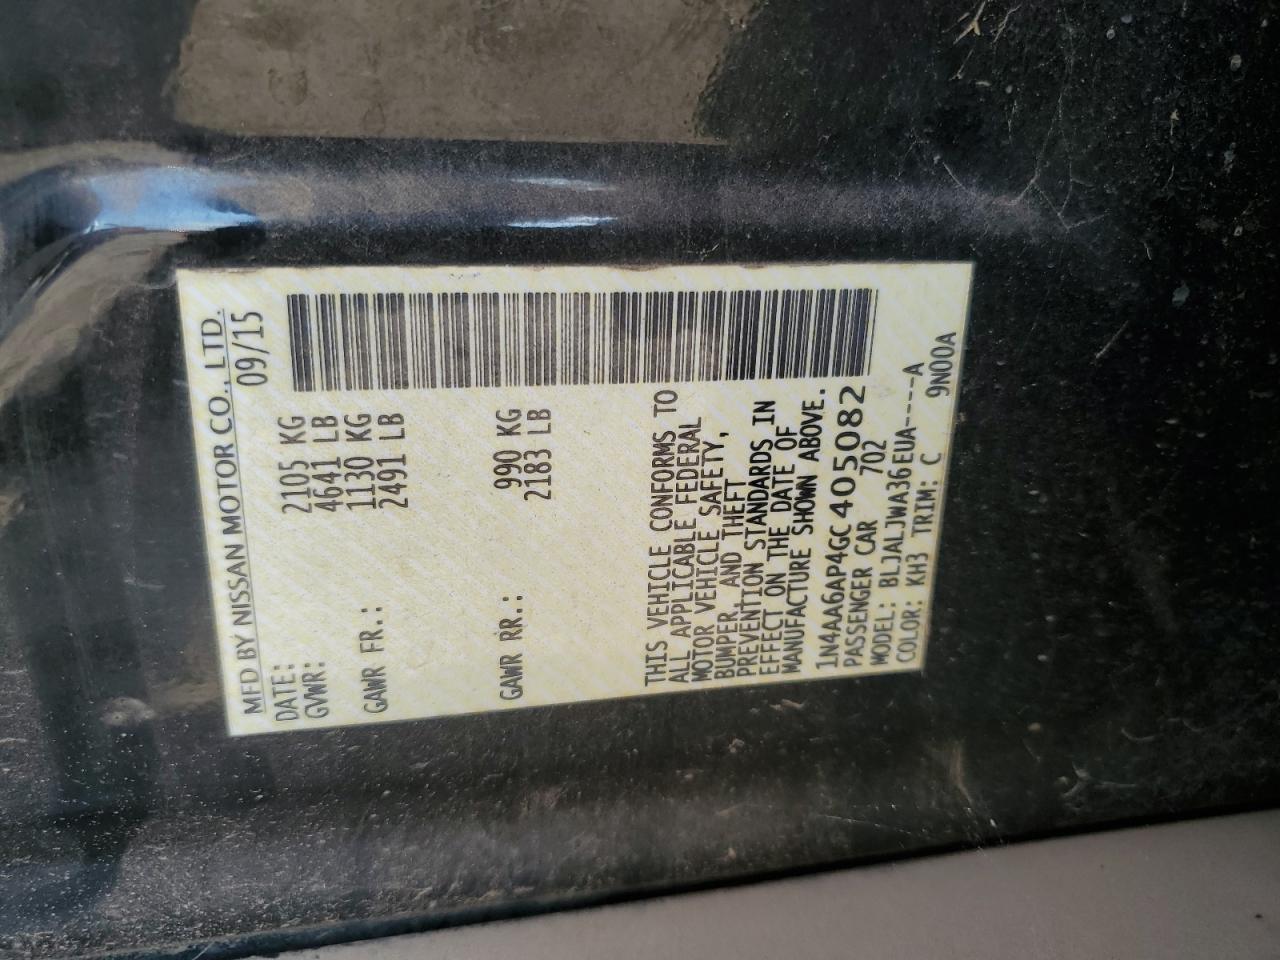 MFD BY NISSAN MOTOR CO., LTD.
DATE: 09/15
GVWR: 2105 KG
4641 LB
GAWR FR.: 1130 KG
2491 LB
GAWR RR.: 990 KG
2183 LB
THIS VEHICLE CONFORMS TO
ALL APPLICABLE FEDERAL
MOTOR VEHICLE SAFETY,
BUMPER, AND THEFT
PREVENTION STANDARDS IN
EFFECT ON THE DATE OF
MANUFACTURE SHOWN ABOVE.
1N4AA6AP4GC405082
PASSENGER CAR 702
MODEL: BLJALJWA36EUA----A
COLOR: KH3 TRIM: C 9N00A